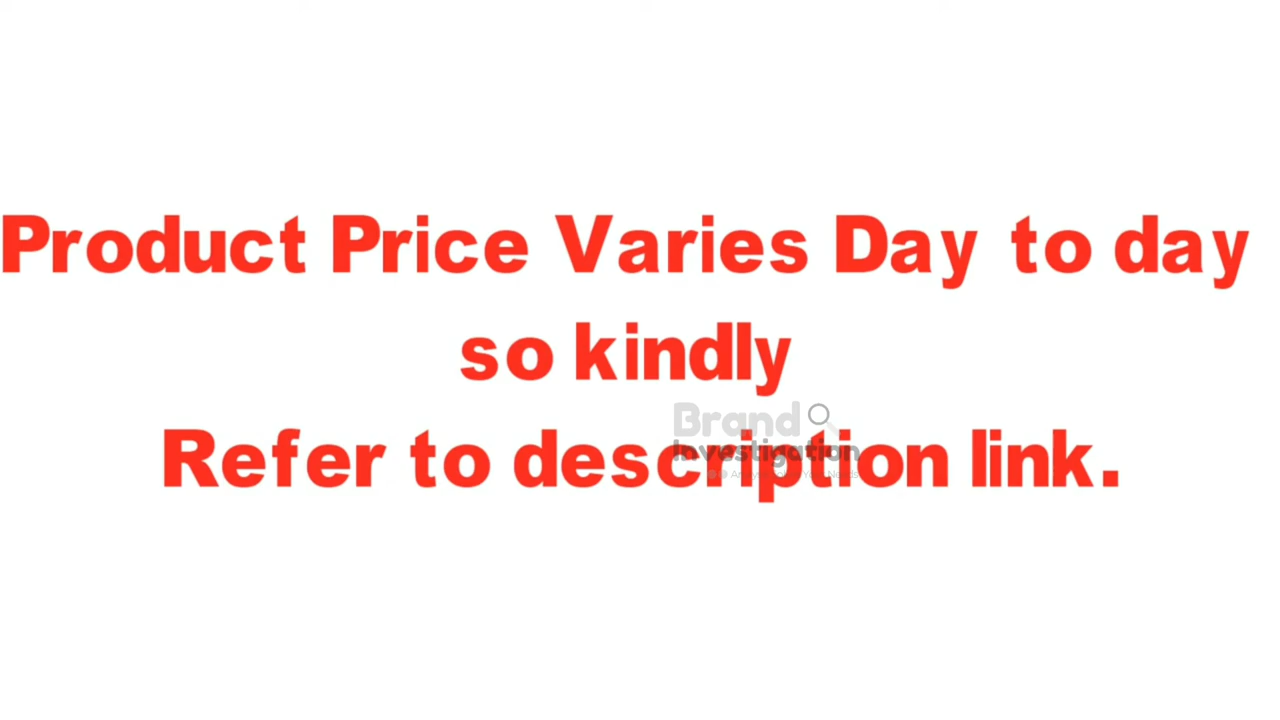 Product Price Varies Day to day
so kindly
Brand
Investigation
Refer to description link.